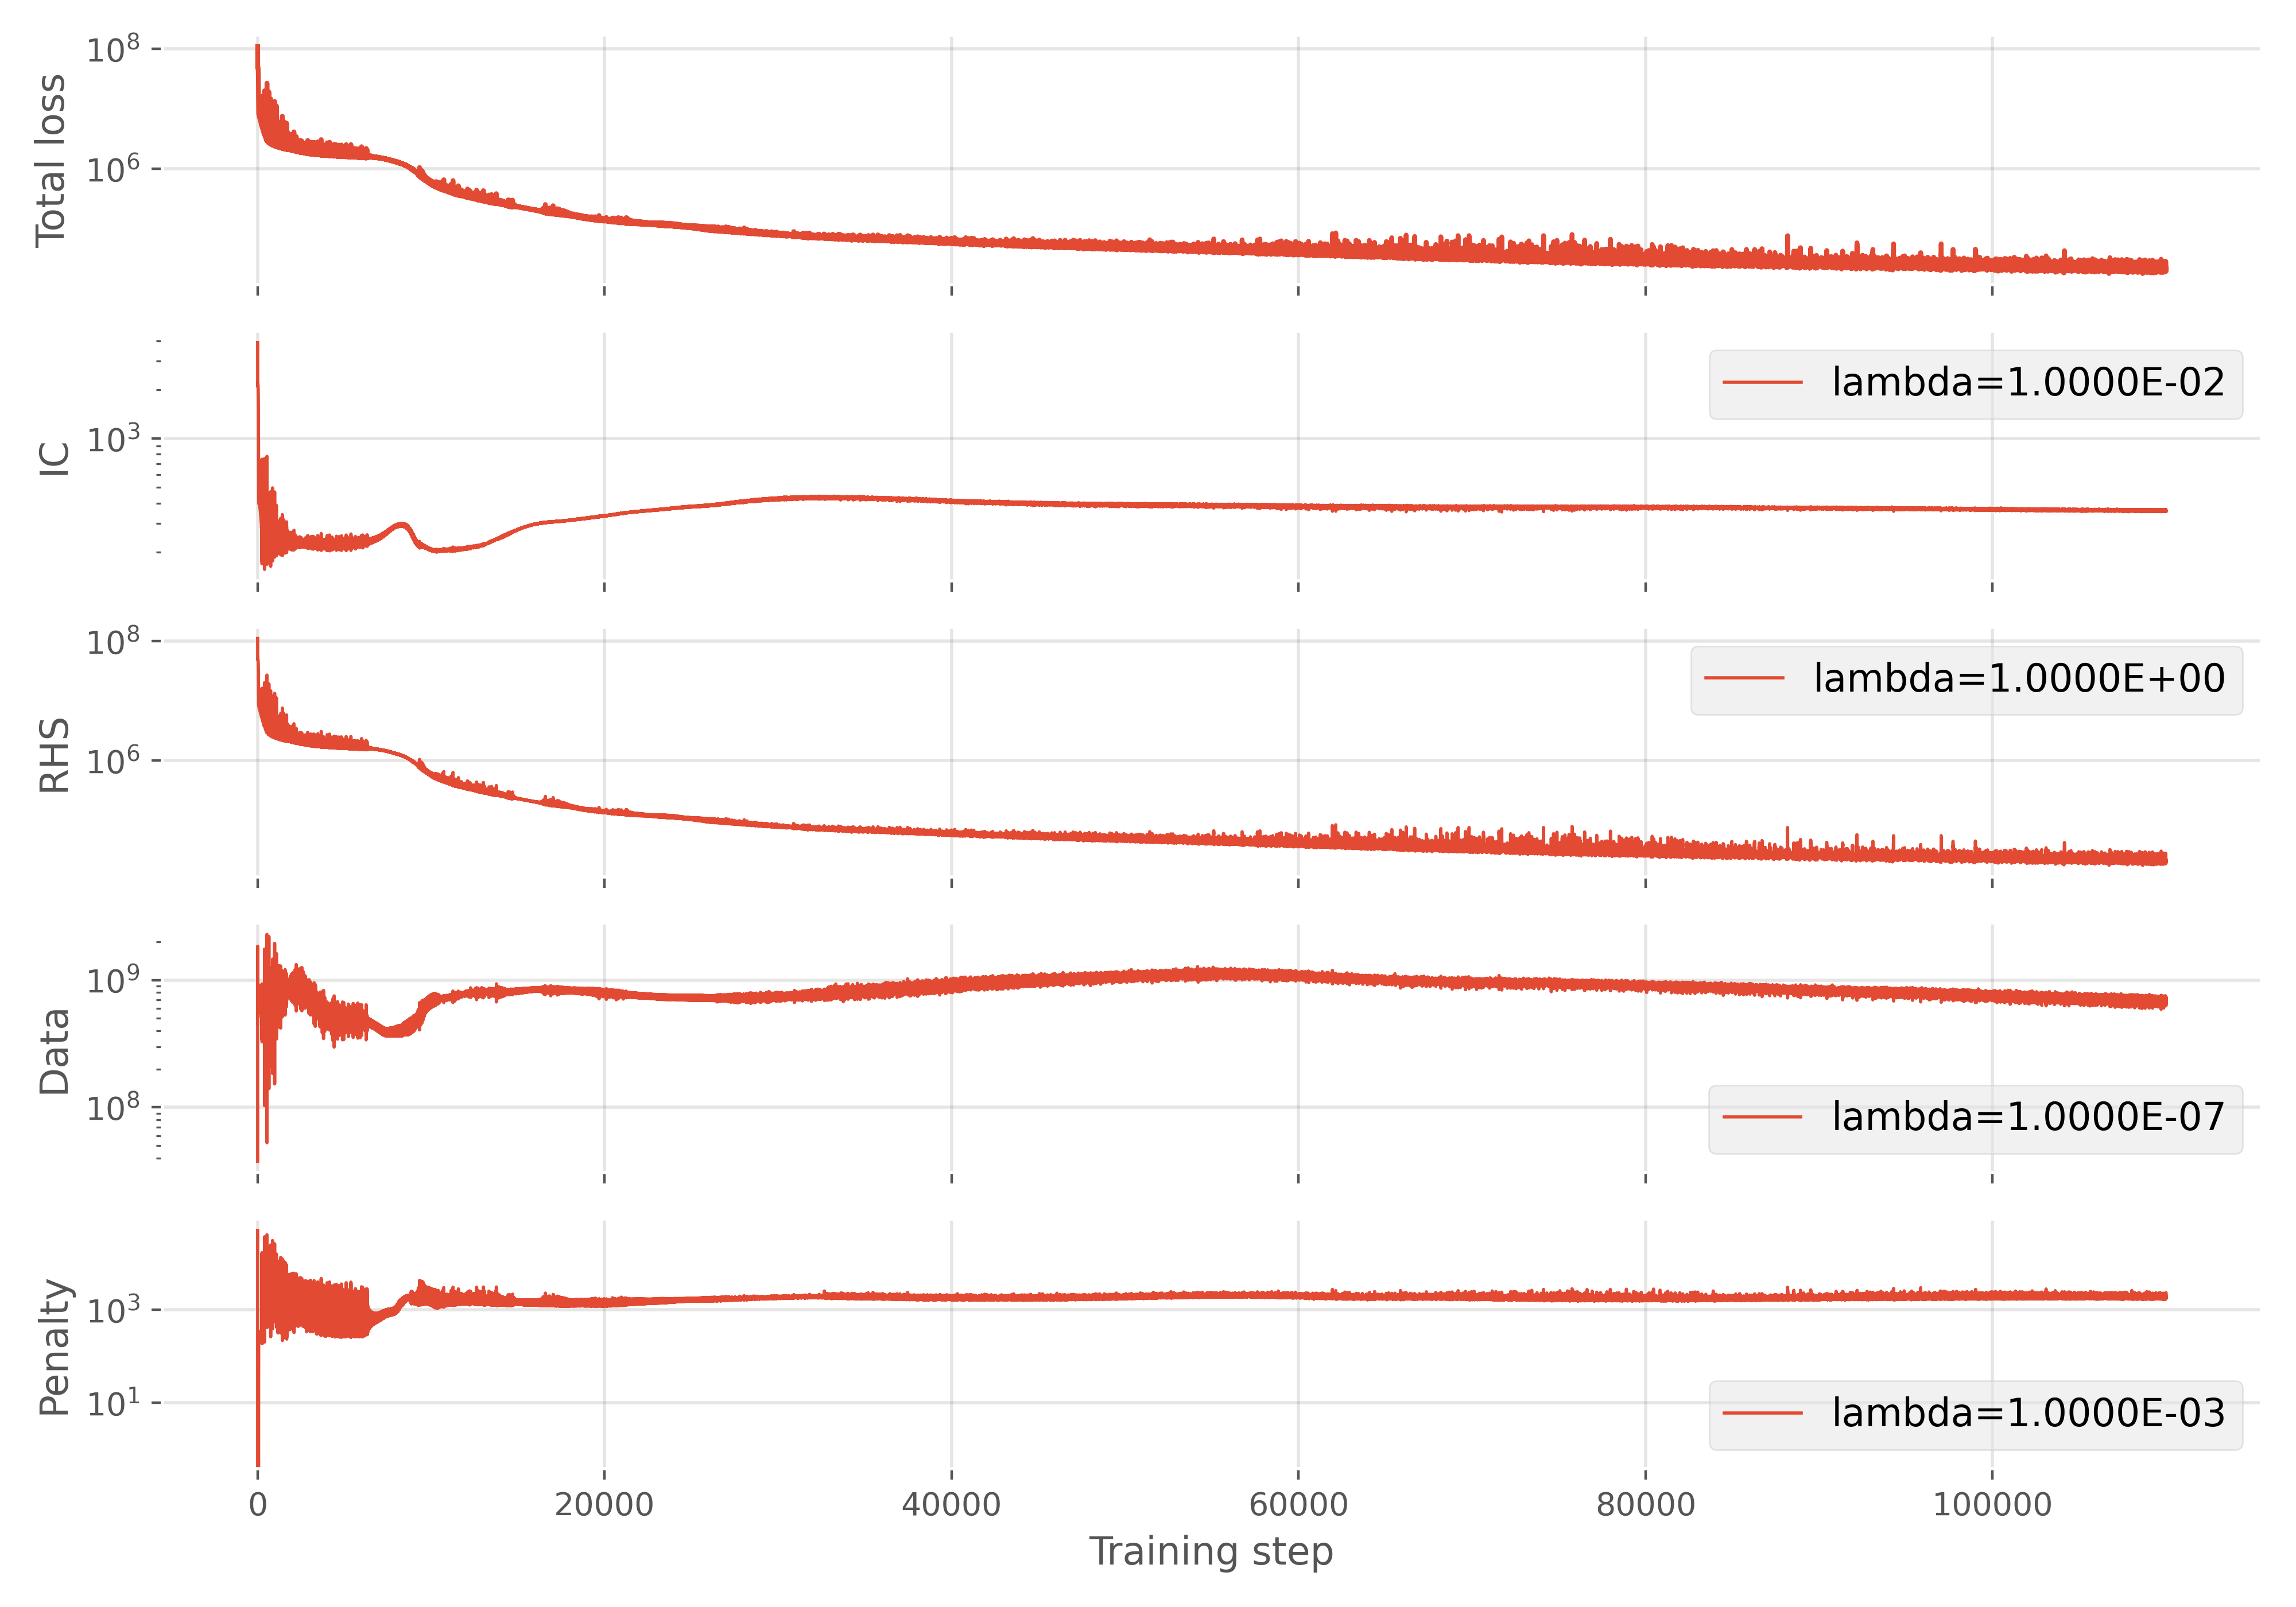 Total loss
10^8
10^6
IC
10^3
lambda=1.0000E-02
RHS
10^8
10^6
lambda=1.0000E+00
Data
10^9
10^8
lambda=1.0000E-07
Penalty
10^3
10^1
lambda=1.0000E-03
0 20000 40000 60000 80000 100000
Training step